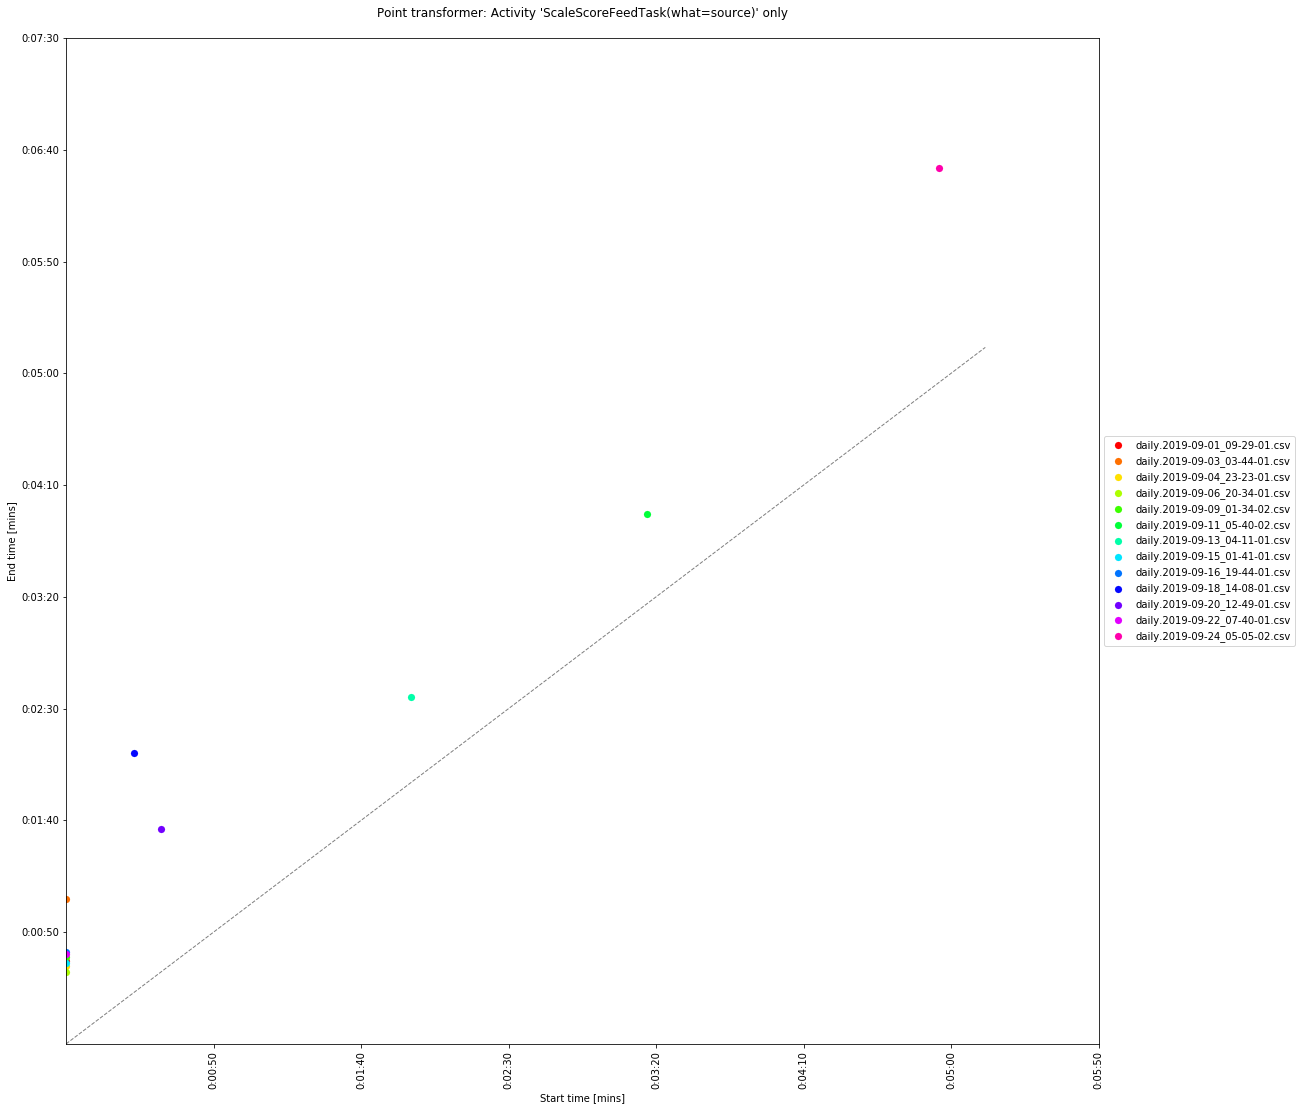 Point transformer: Activity 'ScaleScoreFeedTask(what=source)' only
0:07:30
0:06:40
0:05:50
0:05:00
0:04:10
0:03:20
0:02:30
0:01:40
0:00:50
End time [mins]
0:00:50
0:01:40
0:02:30
0:03:20
0:04:10
0:05:00
0:05:50
Start time [mins]
daily.2019-09-01_09-29-01.csv
daily.2019-09-03_03-44-01.csv
daily.2019-09-04_23-23-01.csv
daily.2019-09-06_20-34-01.csv
daily.2019-09-09_01-34-02.csv
daily.2019-09-11_05-40-02.csv
daily.2019-09-13_04-11-01.csv
daily.2019-09-15_01-41-01.csv
daily.2019-09-16_19-44-01.csv
daily.2019-09-18_14-08-01.csv
daily.2019-09-20_12-49-01.csv
daily.2019-09-22_07-40-01.csv
daily.2019-09-24_05-05-02.csv